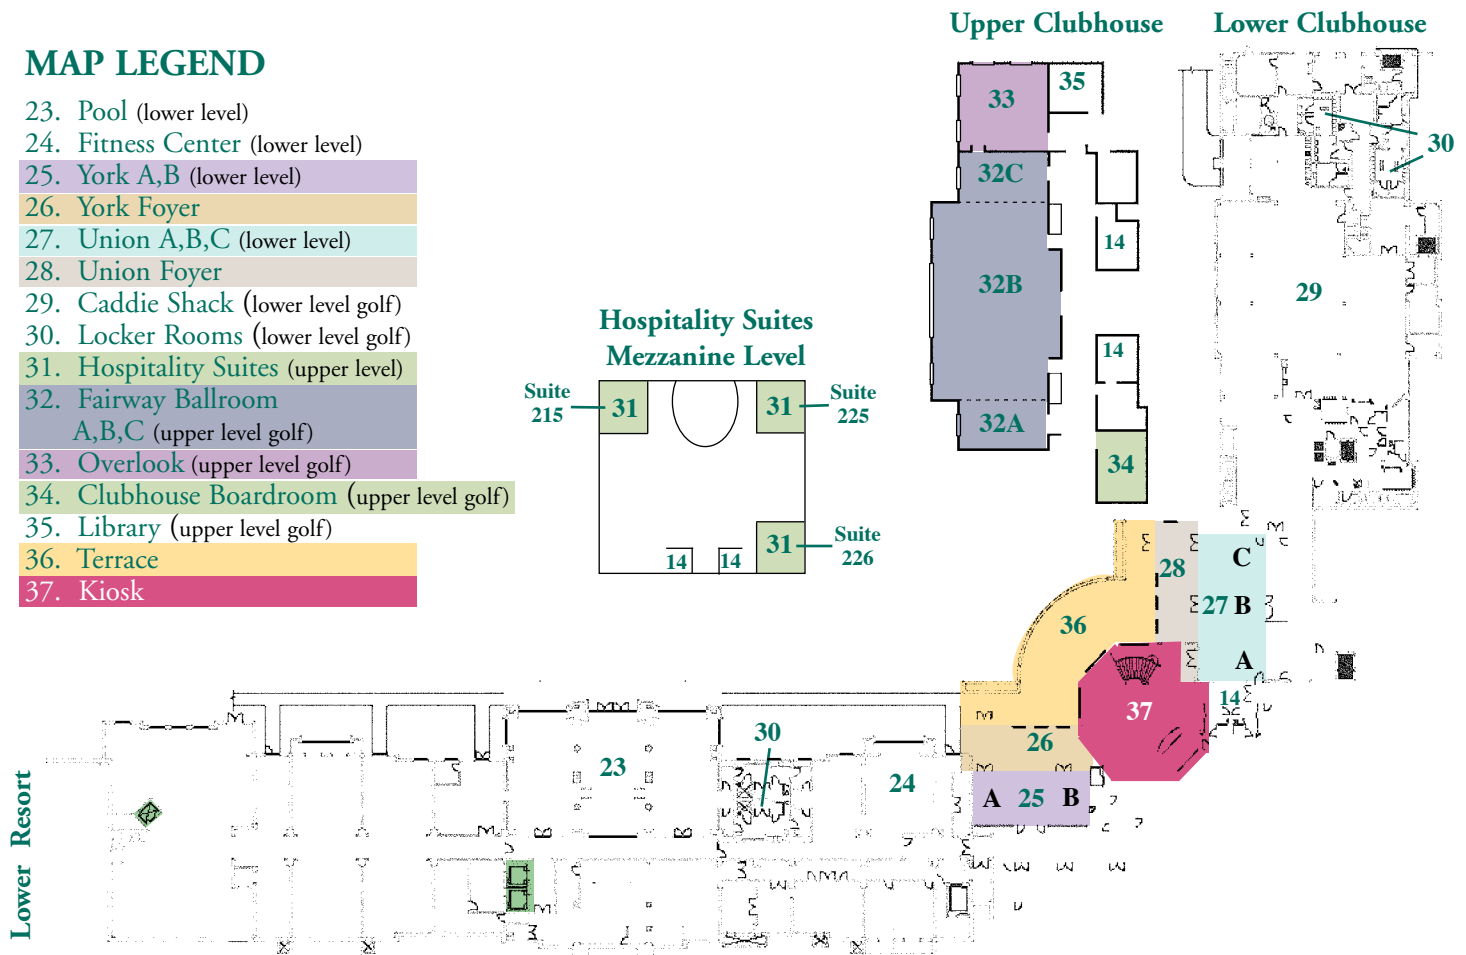 Upper Clubhouse
Lower Clubhouse
MAP LEGEND
23. Pool (lower level)
24. Fitness Center (lower level)
25. York A,B (lower level)
26. York Foyer
27. Union A,B,C (lower level)
28. Union Foyer
29. Caddie Shack (lower level golf)
30. Locker Rooms (lower level golf)
31. Hospitality Suites (upper level)
32. Fairway Ballroom
A,B,C (upper level golf)
33. Overlook (upper level golf)
34. Clubhouse Boardroom (upper level golf)
35. Library (upper level golf)
36. Terrace
37. Kiosk
Hospitality Suites
Mezzanine Level
Suite
215
31
31
Suite
225
14
14
31
Suite
226
33
35
32C
14
32B
14
32A
34
30
29
28
C
27 B
A
36
14
37
26
A 25 B
30
23
24
Lower Resort